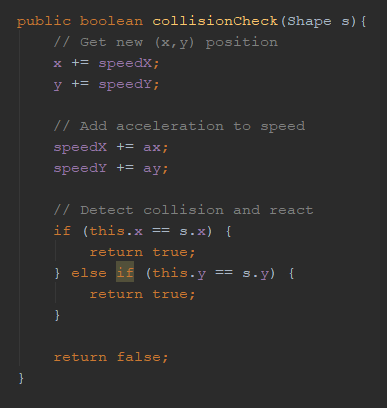 public boolean collisionCheck(Shape s){
    // Get new (x,y) position
    x += speedX;
    y += speedY;

    // Add acceleration to speed
    speedX += ax;
    speedY += ay;

    // Detect collision and react
    if (this.x == s.x) {
        return true;
    } else if (this.y == s.y) {
        return true;
    }

    return false;
}